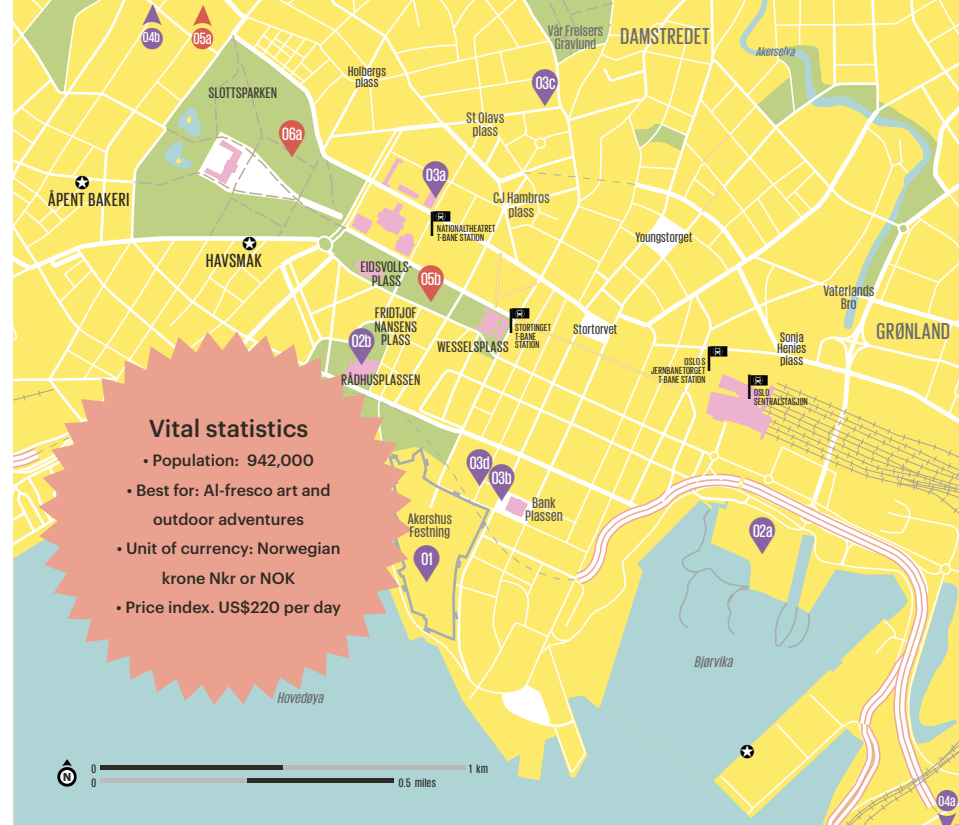 04b
05a
Vår Frelsers
Gravlund
DAMSTREDET
Akerselva
Holbergs
plass
SLOTTSPARKEN
03c
St Olavs
plass
06a
03a
ÅPENT BAKERI
CJ Hambros
plass
NATIONALTHEATRET
T-BANE STATION
Youngstorget
HAVSMAK
EIDSVOLLS-
PLASS
05b
Vaterlands
Bro
FRIDTJOF
NANSENS
PLASS
02b
WESSELSPLASS
STORTINGET
T-BANE
STATION
Stortorvet
GRØNLAND
Sonja
Henies
plass
RÅDHUSPLASSEN
OSLO S
JERNBANETORGET
T-BANE STATION
OSLO
SENTRALSTASJON
Vital statistics
• Population: 942,000
• Best for: Al-fresco art and
outdoor adventures
• Unit of currency: Norwegian
krone Nkr or NOK
• Price index. US$220 per day
03d
03b
Bank
Plassen
Akershus
Festning
01
02a
Bjørvika
Hovedøya
N
0
1 km
0
0.5 miles
04a